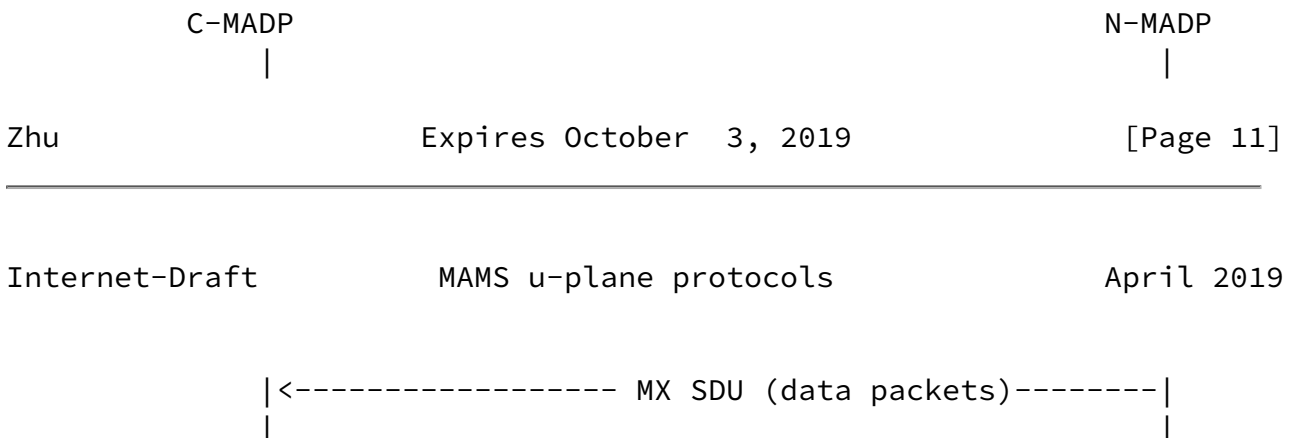 C-MADP                                                  N-MADP
|                                                  |
Zhu                    Expires October  3, 2019               [Page 11]
Internet-Draft          MAMS u-plane protocols               April 2019
|<------------------ MX SDU (data packets)--------|
|                                                  |